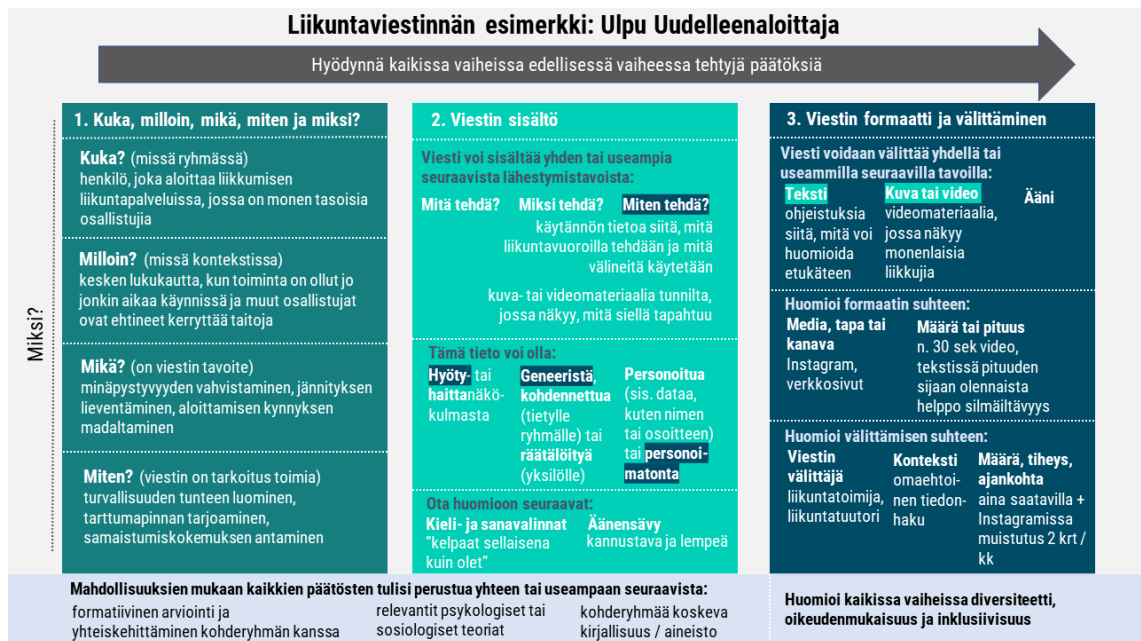 Liikuntaviestinnän esimerkki: Ulpu Uudelleenaloittaja
Hyödynnä kaikissa vaiheissa edellisessä vaiheessa tehtyjä päätöksiä
Miksi?
1. Kuka, milloin, mikä, miten ja miksi?
Kuka? (missä ryhmässä)
henkilö, joka aloittaa liikkumisen
liikuntapalveluissa, jossa on monen tasoisia
osallistujia
Milloin? (missä kontekstissa)
kesken lukukautta, kun toiminta on ollut jo
jonkin aikaa käynnissä ja muut osallistujat
ovat ehtineet kerryttää taitoja
Mikä? (on viestin tavoite)
minäpystyvyyden vahvistaminen, jännityksen
lieventäminen, aloittamisen kynnyksen
madaltaminen
Miten? (viestin on tarkoitus toimia)
turvallisuuden tunteen luominen,
tarttumapinnan tarjoaminen,
samaistumiskokemuksen antaminen
2. Viestin sisältö
Viesti voi sisältää yhden tai useampia
seuraavista lähestymistavoista:
Mitä tehdä? Miksi tehdä? Miten tehdä?
käytännön tietoa siitä, mitä
liikuntavuoroilla tehdään ja mitä
välineitä käytetään
kuva- tai videomateriaalia tunnilta,
jossa näkyy, mitä siellä tapahtuu
Tämä tieto voi olla:
Hyöty- tai
haittanäkö-
kulmasta
Geneeristä,
kohdennettua
(tietylle
ryhmälle) tai
räätälöityä
(yksilölle)
Personoitua
(sis. dataa,
kuten nimen
tai osoitteen)
tai personoi-
matonta
Ota huomioon seuraavat:
Kieli- ja sanavalinnat
"kelpaat sellaisena
kuin olet"
Äänensävy
kannustava ja lempeä
3. Viestin formaatti ja välittäminen
Viesti voidaan välittää yhdellä tai
useammilla seuraavilla tavoilla:
Teksti
ohjeistuksia
siitä, mitä voi
huomioida
etukäteen
Kuva tai video
videomateriaalia,
jossa näkyy
monenlaisia
liikkujia
Ääni
Huomioi formaatin suhteen:
Media, tapa tai
kanava
Instagram,
verkkosivut
Määrä tai pituus
n. 30 sek video,
tekstissä pituuden
sijaan olennaista
helppo silmäiltävyys
Huomioi välittämisen suhteen:
Viestin
välittäjä
liikuntatoimija,
liikuntatuutori
Konteksti
omaehtoi-
nen tiedon-
haku
Määrä, tiheys,
ajankohta
aina saatavilla +
Instagramissa
muistutus 2 krt /
kk
Mahdollisuuksien mukaan kaikkien päätösten tulisi perustua yhteen tai useampaan seuraavista:
formatiivinen arviointi ja
yhteiskehittäminen kohderyhmän kanssa
relevantit psykologiset tai
sosiologiset teoriat
kohderyhmää koskeva
kirjallisuus / aineisto
Huomioi kaikissa vaiheissa diversiteetti,
oikeudenmukaisuus ja inklusiivisuus